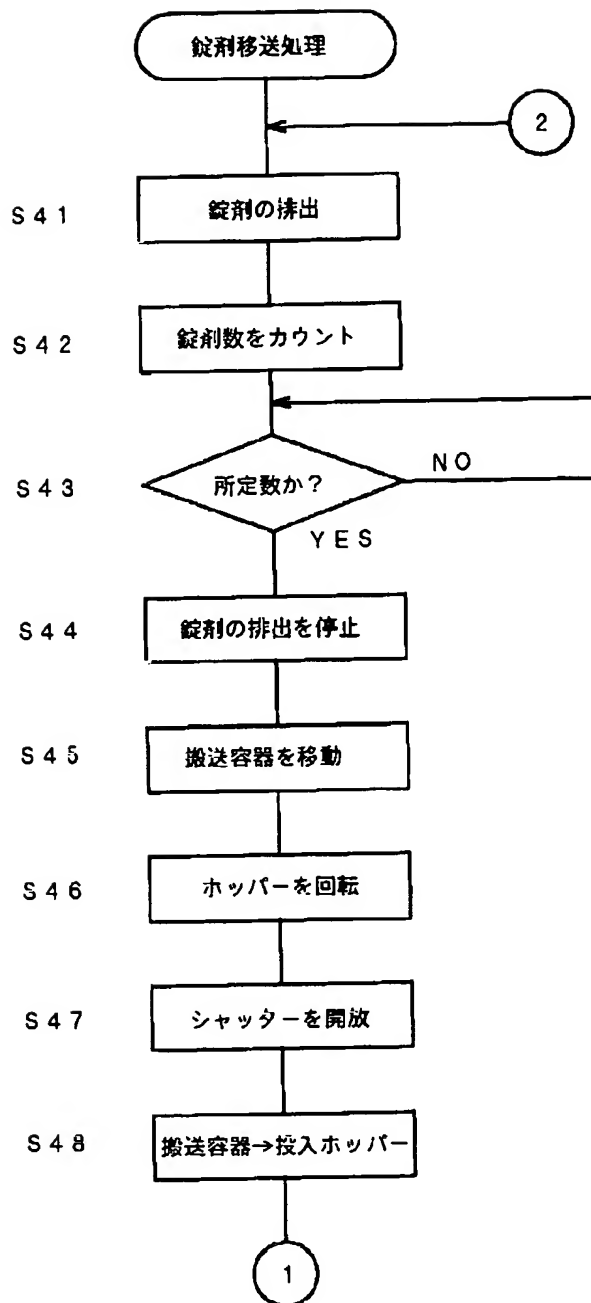 錠剤移送処理
2
S41 錠剤の排出
S42 錠剤数をカウント
S43 所定数か?
NO
YES
S44 錠剤の排出を停止
S45 搬送容器を移動
S46 ホッパーを回転
S47 シャッターを開放
S48 搬送容器→投入ホッパー
1